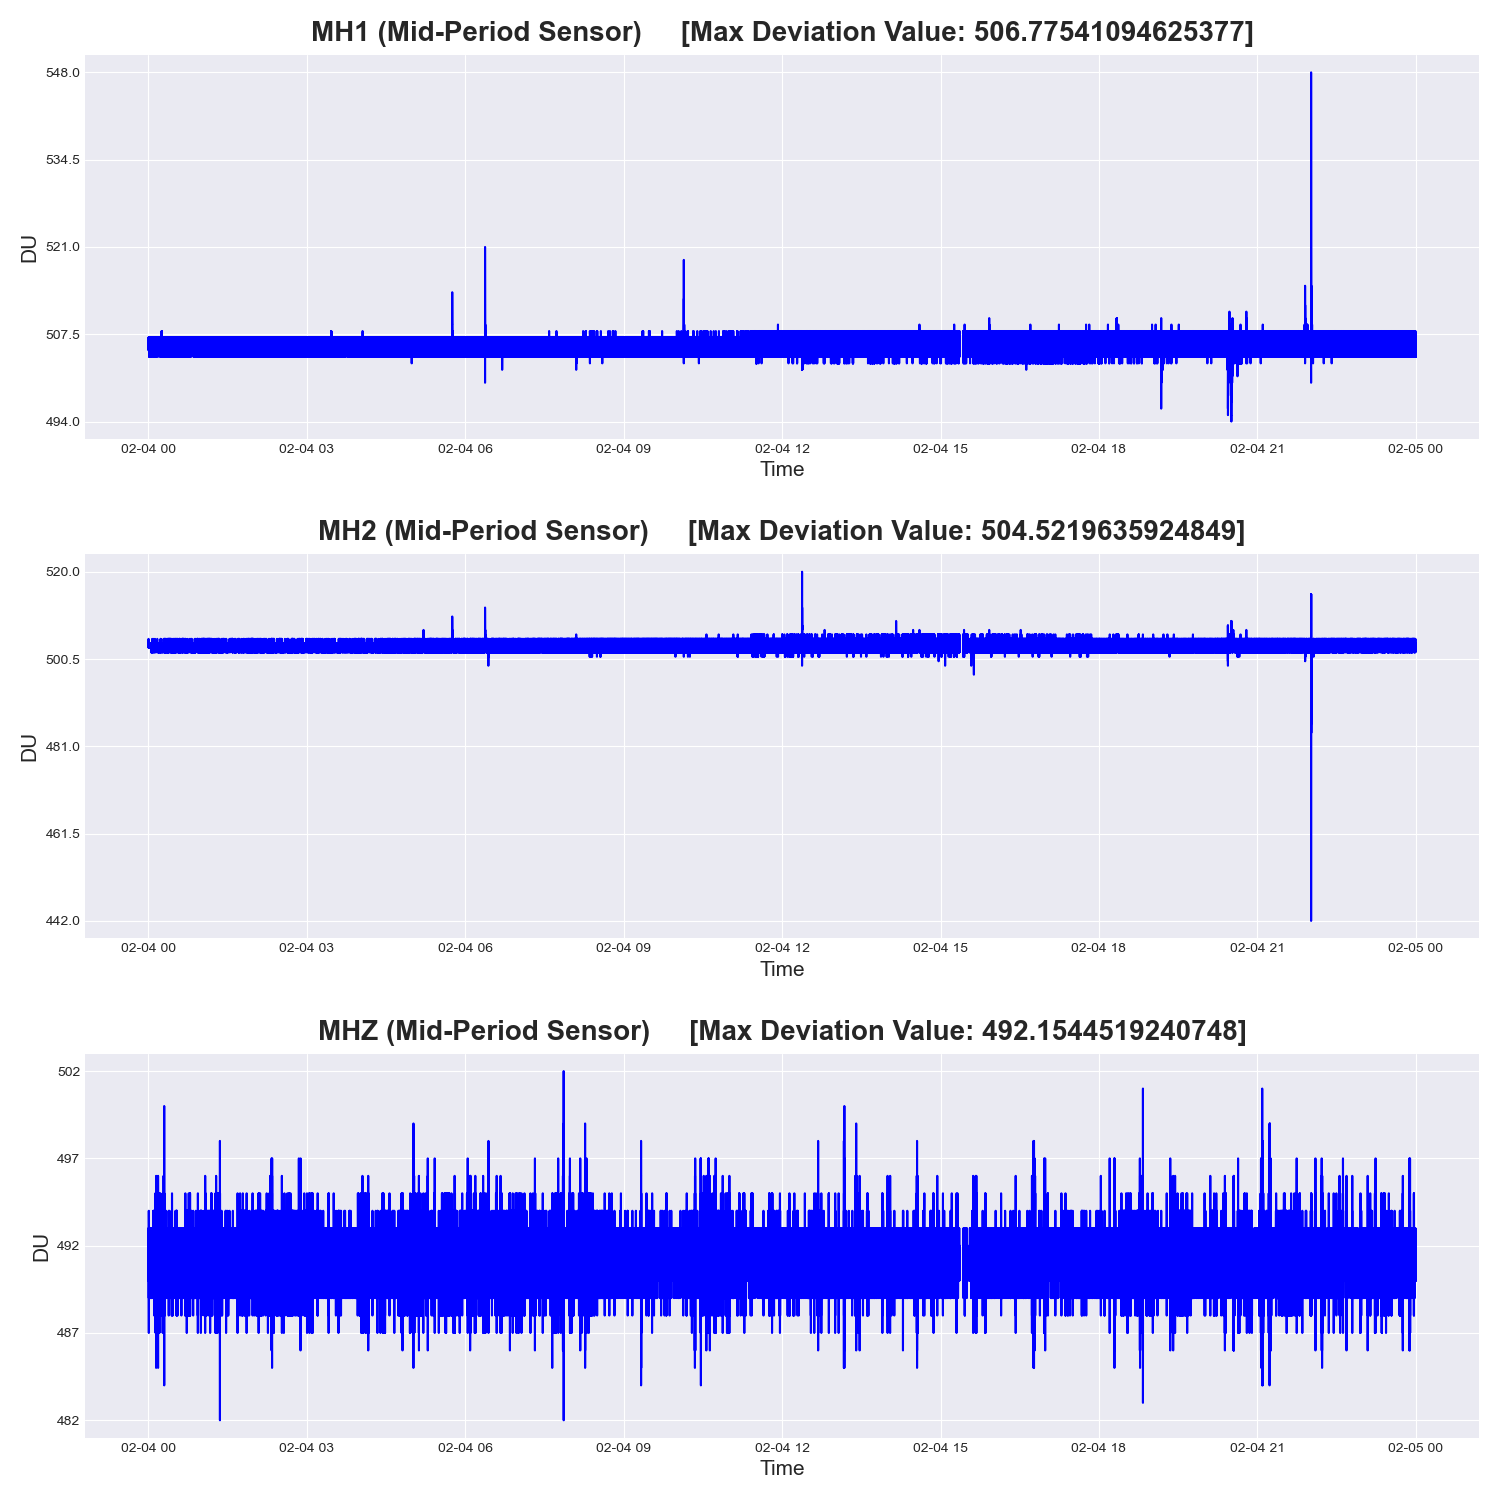 MH1 (Mid-Period Sensor) [Max Deviation Value: 506.77541094625377]
548.0
534.5
521.0
507.5
494.0
DU
02-04 00 02-04 03 02-04 06 02-04 09 02-04 12 02-04 15 02-04 18 02-04 21 02-05 00
Time
MH2 (Mid-Period Sensor) [Max Deviation Value: 504.5219635924849]
520.0
500.5
481.0
461.5
442.0
DU
02-04 00 02-04 03 02-04 06 02-04 09 02-04 12 02-04 15 02-04 18 02-04 21 02-05 00
Time
MHZ (Mid-Period Sensor) [Max Deviation Value: 492.1544519240748]
502
497
492
487
482
DU
02-04 00 02-04 03 02-04 06 02-04 09 02-04 12 02-04 15 02-04 18 02-04 21 02-05 00
Time